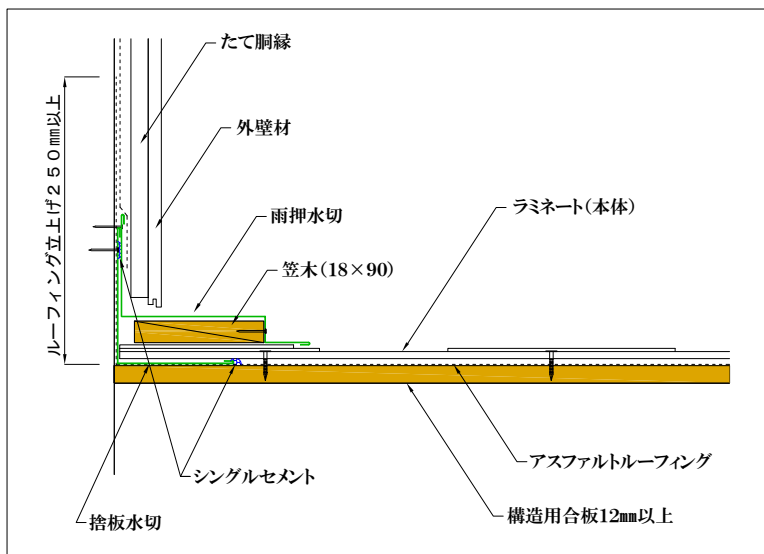 たて胴縁
外壁材
ルーフィング立上げ250㎜以上
雨押水切
ラミネート(本体)
笠木(18×90)
アスファルトルーフィング
シングルセメント
捨板水切
構造用合板12㎜以上